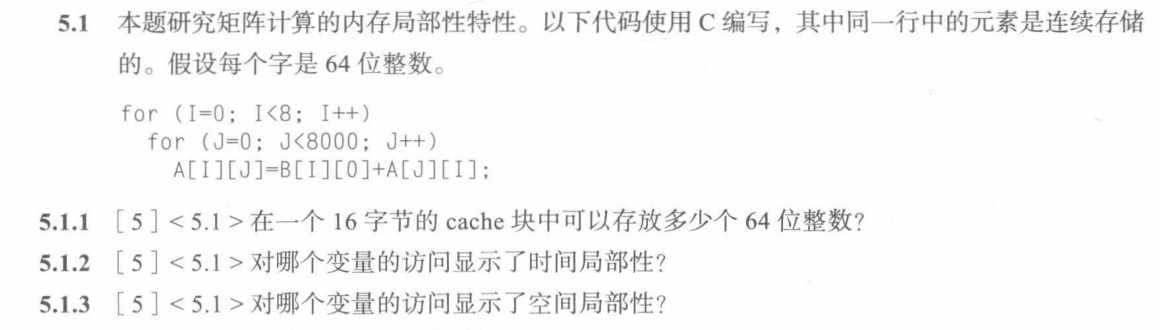 5.1 本题研究矩阵计算的内存局部性特性。以下代码使用 C 编写，其中同一行中的元素是连续存储
的。假设每个字是 64 位整数。
for (I=0; I<8; I++)
for (J=0; J<8000; J++)
A[I][J]=B[I][0]+A[J][I];
5.1.1 ［5］< 5.1 > 在一个 16 字节的 cache 块中可以存放多少个 64 位整数？
5.1.2 ［5］< 5.1 > 对哪个变量的访问显示了时间局部性？
5.1.3 ［5］< 5.1 > 对哪个变量的访问显示了空间局部性？